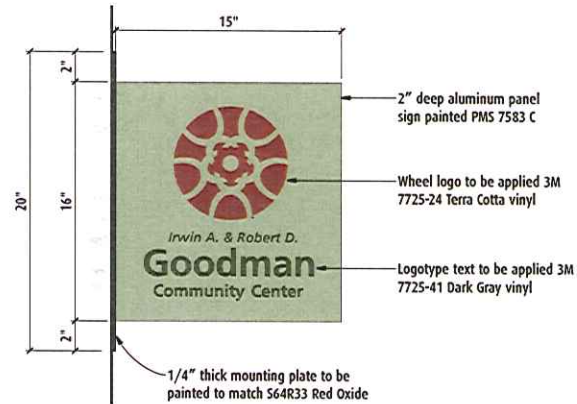 15"
2"
20"
16"
2"
2" deep aluminum panel
sign painted PMS 7583 C
Wheel logo to be applied 3M
7725-24 Terra Cotta vinyl
Irwin A. & Robert D.
Goodman
Community Center
Logotype text to be applied 3M
7725-41 Dark Gray vinyl
1/4" thick mounting plate to be
painted to match S64R33 Red Oxide